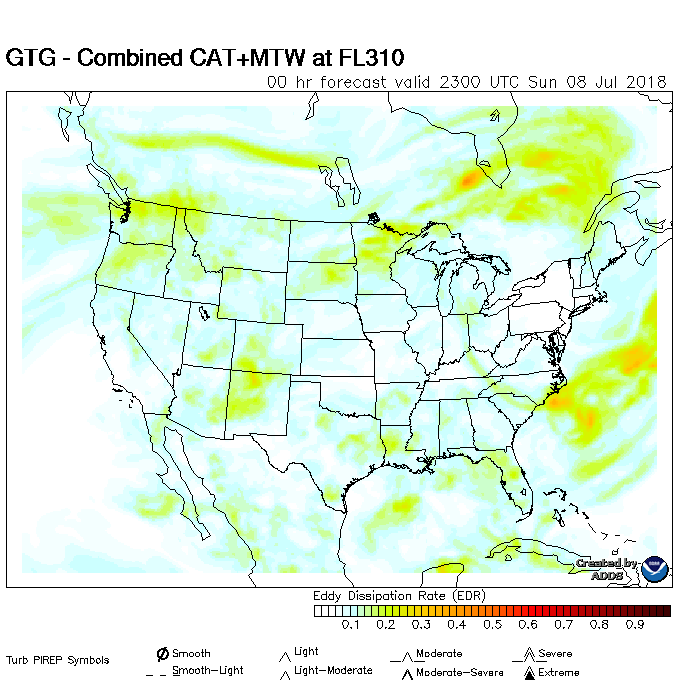 GTG - Combined CAT+MTW at FL310
00 hr forecast valid 2300 UTC Sun 08 Jul 2018
Created by
ADDS
Eddy Dissipation Rate (EDR)
0.1 0.2 0.3 0.4 0.5 0.6 0.7 0.8 0.9
Turb PIREP Symbols
Smooth Light Moderate Severe
Smooth-Light Light-Moderate Moderate-Severe Extreme